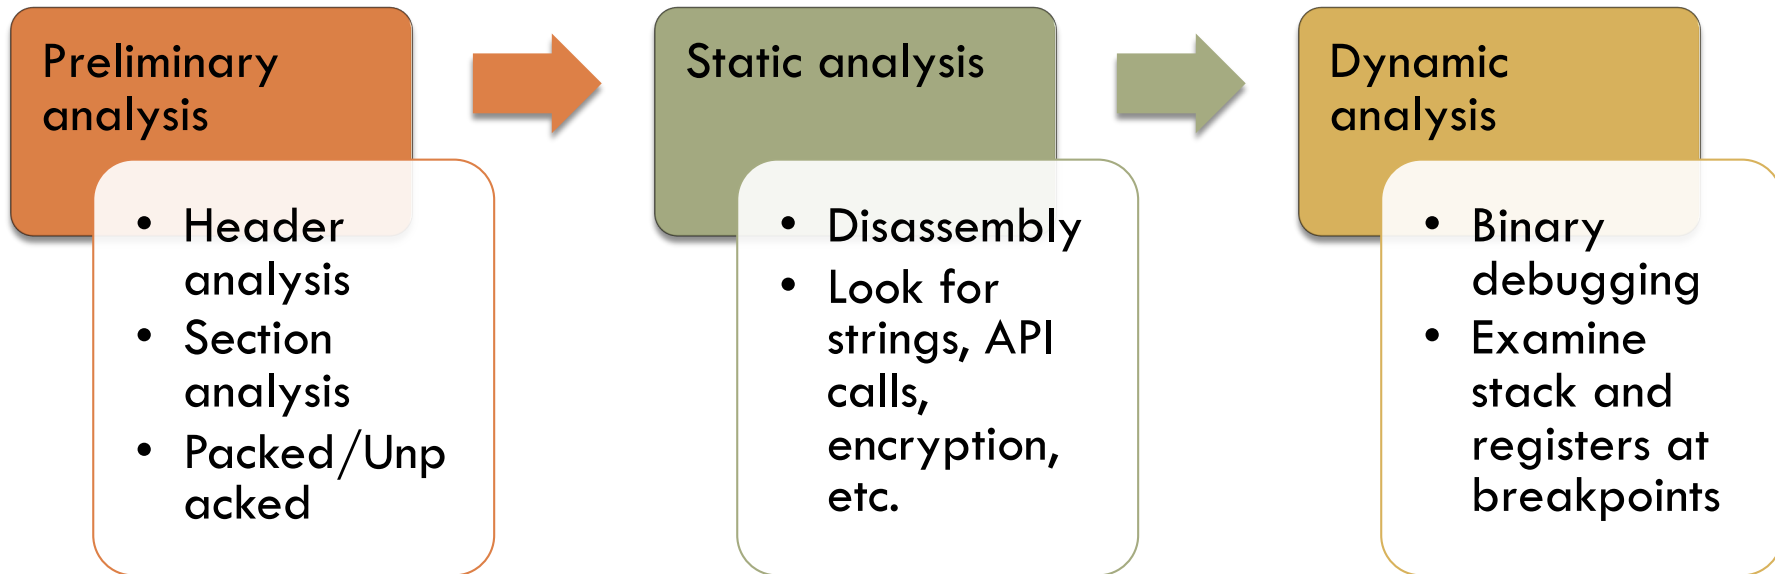 Preliminary
analysis
• Header
analysis
• Section
analysis
• Packed/Unp
acked
Static analysis
• Disassembly
• Look for
strings, API
calls,
encryption,
etc.
Dynamic
analysis
• Binary
debugging
• Examine
stack and
registers at
breakpoints